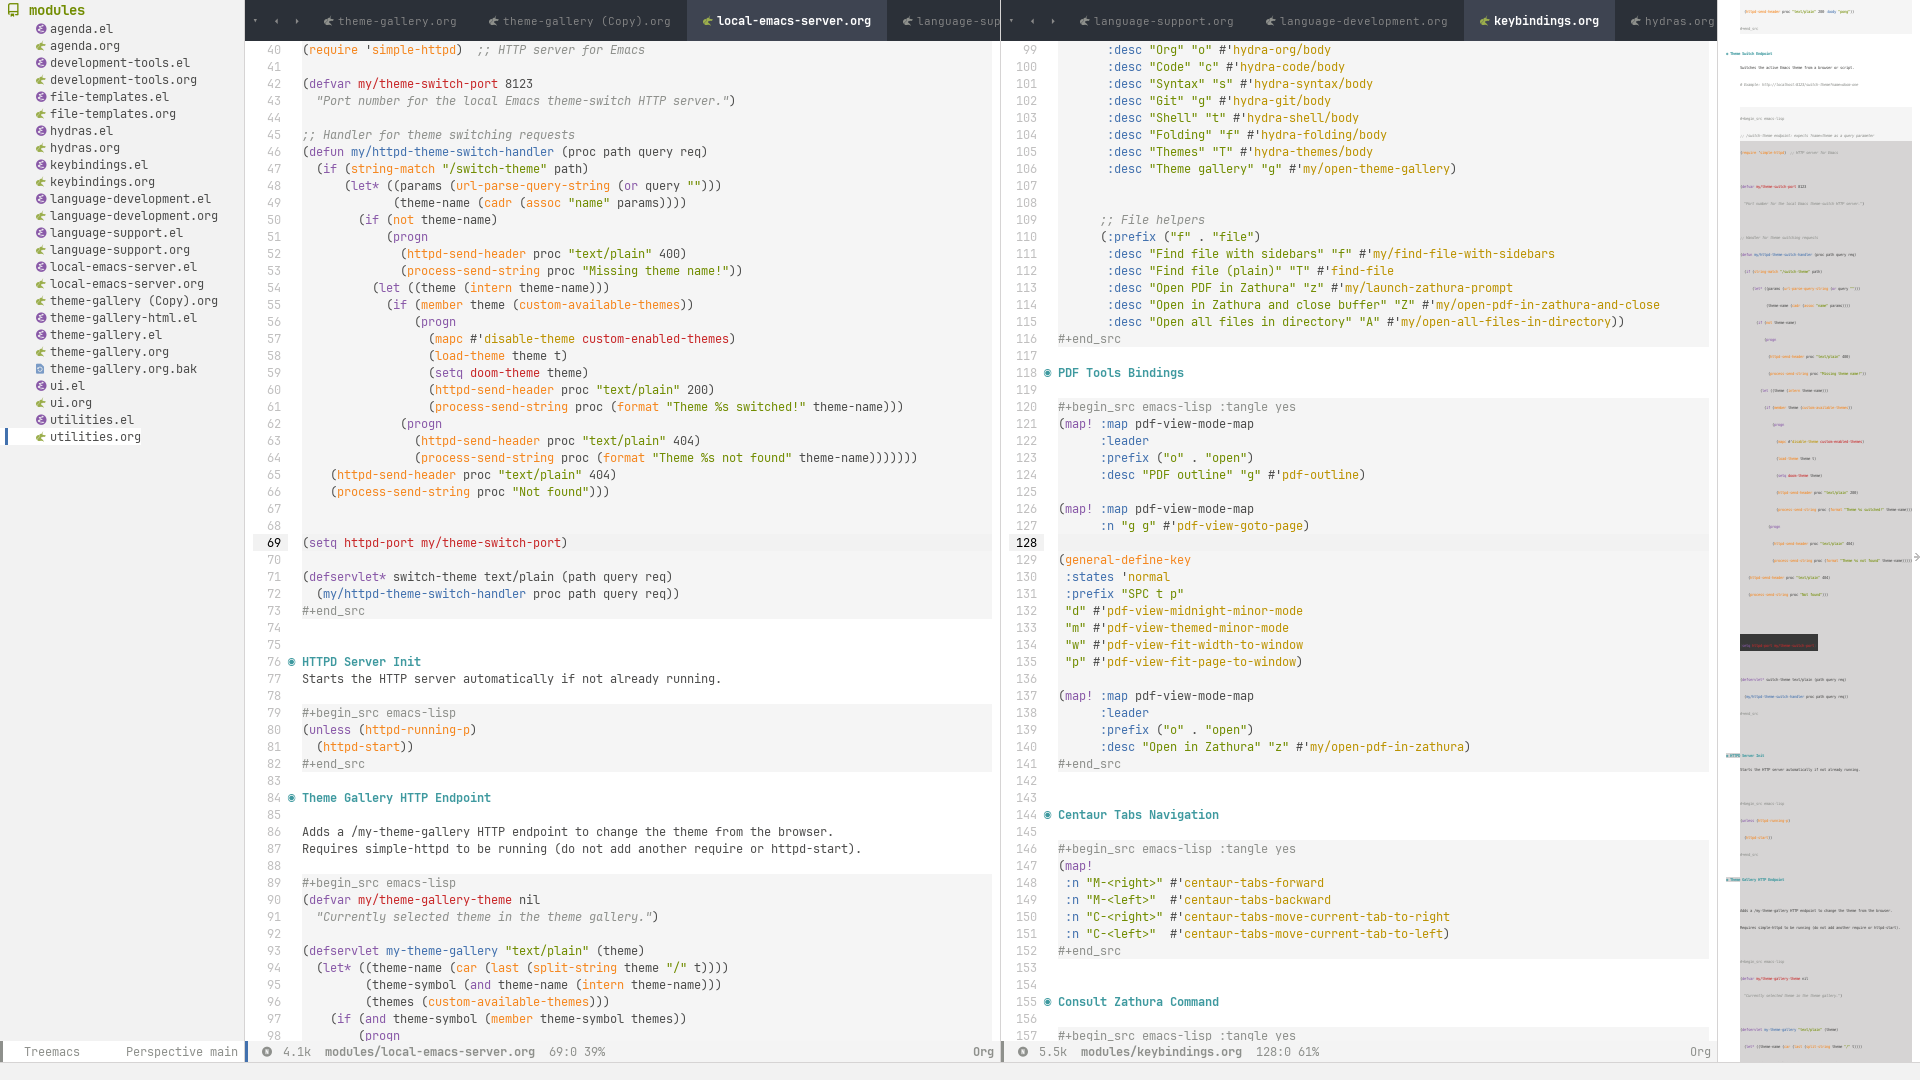 modules
agenda.el
agenda.org
development-tools.el
development-tools.org
file-templates.el
file-templates.org
hydras.el
hydras.org
keybindings.el
keybindings.org
language-development.el
language-development.org
language-support.el
language-support.org
local-emacs-server.el
local-emacs-server.org
theme-gallery (Copy).org
theme-gallery-html.el
theme-gallery.el
theme-gallery.org
theme-gallery.org.bak
ui.el
ui.org
utilities.el
utilities.org
Treemacs Perspective main
theme-gallery.org theme-gallery (Copy).org local-emacs-server.org language-sup
40 (require 'simple-httpd)  ;; HTTP server for Emacs
41
42 (defvar my/theme-switch-port 8123
43   "Port number for the local Emacs theme-switch HTTP server.")
44
45 ;; Handler for theme switching requests
46 (defun my/httpd-theme-switch-handler (proc path query req)
47   (if (string-match "/switch-theme" path)
48       (let* ((params (url-parse-query-string (or query "")))
49              (theme-name (cadr (assoc "name" params))))
50         (if (not theme-name)
51             (progn
52               (httpd-send-header proc "text/plain" 400)
53               (process-send-string proc "Missing theme name!"))
54           (let ((theme (intern theme-name)))
55             (if (member theme (custom-available-themes))
56                 (progn
57                   (mapc #'disable-theme custom-enabled-themes)
58                   (load-theme theme t)
59                   (setq doom-theme theme)
60                   (httpd-send-header proc "text/plain" 200)
61                   (process-send-string proc (format "Theme %s switched!" theme-name)))
62               (progn
63                 (httpd-send-header proc "text/plain" 404)
64                 (process-send-string proc (format "Theme %s not found" theme-name)))))))
65     (httpd-send-header proc "text/plain" 404)
66     (process-send-string proc "Not found")))
67
68
69 (setq httpd-port my/theme-switch-port)
70
71 (defservlet* switch-theme text/plain (path query req)
72   (my/httpd-theme-switch-handler proc path query req))
73 #+end_src
74
75
76 ◉ HTTPD Server Init
77 Starts the HTTP server automatically if not already running.
78
79 #+begin_src emacs-lisp
80 (unless (httpd-running-p)
81   (httpd-start))
82 #+end_src
83
84 ◉ Theme Gallery HTTP Endpoint
85
86 Adds a /my-theme-gallery HTTP endpoint to change the theme from the browser.
87 Requires simple-httpd to be running (do not add another require or httpd-start).
88
89 #+begin_src emacs-lisp
90 (defvar my/theme-gallery-theme nil
91   "Currently selected theme in the theme gallery.")
92
93 (defservlet my-theme-gallery "text/plain" (theme)
94   (let* ((theme-name (car (last (split-string theme "/" t))))
95          (theme-symbol (and theme-name (intern theme-name)))
96          (themes (custom-available-themes)))
97     (if (and theme-symbol (member theme-symbol themes))
98         (progn
4.1k modules/local-emacs-server.org 69:0 39% Org
language-support.org language-development.org keybindings.org hydras.org
99        :desc "Org" "o" #'hydra-org/body
100       :desc "Code" "c" #'hydra-code/body
101       :desc "Syntax" "s" #'hydra-syntax/body
102       :desc "Git" "g" #'hydra-git/body
103       :desc "Shell" "t" #'hydra-shell/body
104       :desc "Folding" "f" #'hydra-folding/body
105       :desc "Themes" "T" #'hydra-themes/body
106       :desc "Theme gallery" "g" #'my/open-theme-gallery)
107
108
109       ;; File helpers
110       (:prefix ("f" . "file")
111        :desc "Find file with sidebars" "f" #'my/find-file-with-sidebars
112        :desc "Find file (plain)" "T" #'find-file
113        :desc "Open PDF in Zathura" "z" #'my/launch-zathura-prompt
114        :desc "Open in Zathura and close buffer" "Z" #'my/open-pdf-in-zathura-and-close
115        :desc "Open all files in directory" "A" #'my/open-all-files-in-directory))
116 #+end_src
117
118 ◉ PDF Tools Bindings
119
120 #+begin_src emacs-lisp :tangle yes
121 (map! :map pdf-view-mode-map
122       :leader
123       :prefix ("o" . "open")
124       :desc "PDF outline" "g" #'pdf-outline)
125
126 (map! :map pdf-view-mode-map
127       :n "g g" #'pdf-view-goto-page)
128
129 (general-define-key
130  :states 'normal
131  :prefix "SPC t p"
132  "d" #'pdf-view-midnight-minor-mode
133  "m" #'pdf-view-themed-minor-mode
134  "w" #'pdf-view-fit-width-to-window
135  "p" #'pdf-view-fit-page-to-window)
136
137 (map! :map pdf-view-mode-map
138       :leader
139       :prefix ("o" . "open")
140       :desc "Open in Zathura" "z" #'my/open-pdf-in-zathura)
141 #+end_src
142
143
144 ◉ Centaur Tabs Navigation
145
146 #+begin_src emacs-lisp :tangle yes
147 (map!
148  :n "M-<right>" #'centaur-tabs-forward
149  :n "M-<left>"  #'centaur-tabs-backward
150  :n "C-<right>" #'centaur-tabs-move-current-tab-to-right
151  :n "C-<left>"  #'centaur-tabs-move-current-tab-to-left)
152 #+end_src
153
154
155 ◉ Consult Zathura Command
156
157 #+begin_src emacs-lisp :tangle yes
5.5k modules/keybindings.org 128:0 61% Org